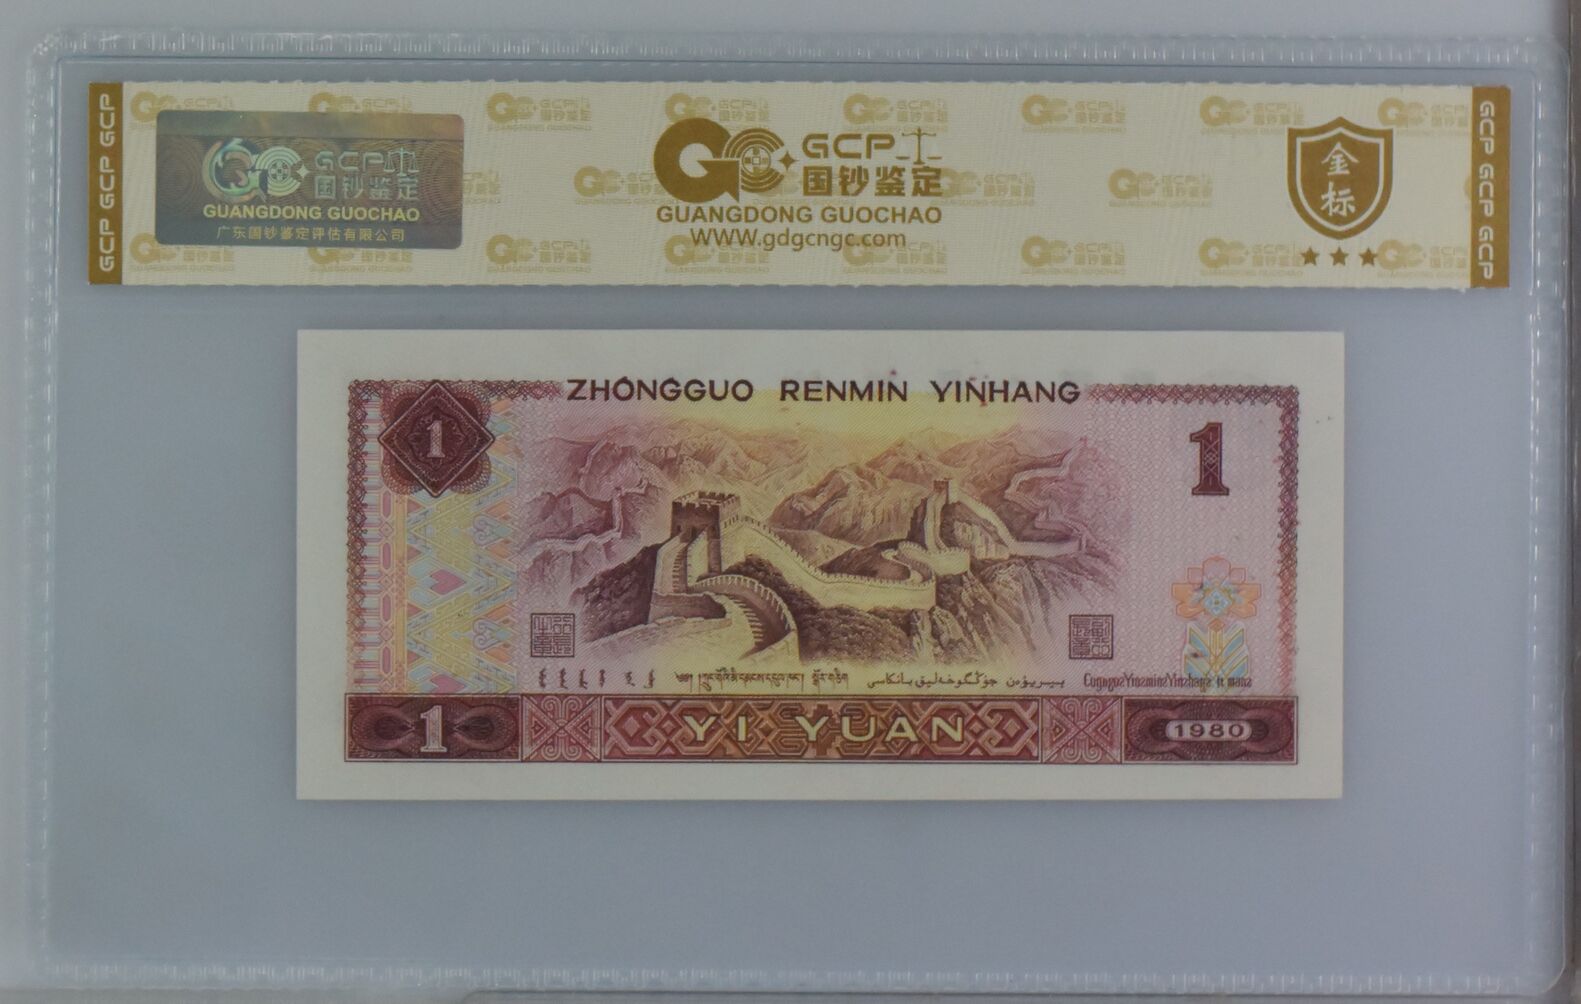 GCP GCP GCP
GCP 国钞鉴定
GUANGDONG GUOCHAO
广东国钞鉴定评估有限公司
GCP
国钞鉴定
GUANGDONG GUOCHAO
www.gdgcngc.com
金标
GCP GCP GCP
ZHONGGUO RENMIN YINHANG
1
1
YI YUAN
1
1980